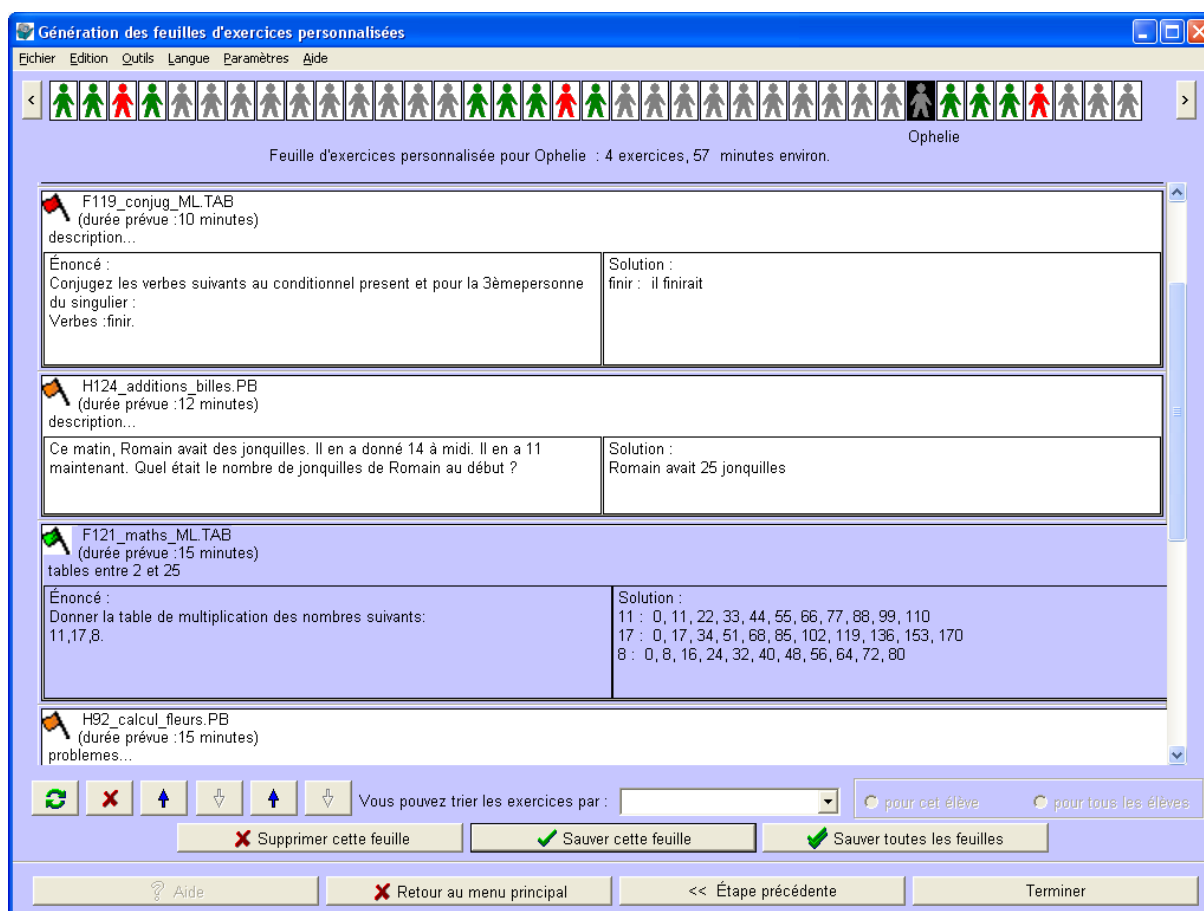 Génération des feuilles d'exercices personnalisées
Fichier Edition Outils Langue Paramètres Aide
< >
Ophelie
Feuille d'exercices personnalisée pour Ophelie : 4 exercices, 57 minutes environ.
F119_conjug_ML.TAB
(durée prévue :10 minutes)
description...
Énoncé :
Conjugez les verbes suivants au conditionnel present et pour la 3èmepersonne
du singulier :
Verbes :finir.
Solution :
finir : il finirait
H124_additions_billes.PB
(durée prévue :12 minutes)
description...
Ce matin, Romain avait des jonquilles. Il en a donné 14 à midi. Il en a 11
maintenant. Quel était le nombre de jonquilles de Romain au début ?
Solution :
Romain avait 25 jonquilles
F121_maths_ML.TAB
(durée prévue :15 minutes)
tables entre 2 et 25
Énoncé :
Donner la table de multiplication des nombres suivants:
11,17,8.
Solution :
11 : 0, 11, 22, 33, 44, 55, 66, 77, 88, 99, 110
17 : 0, 17, 34, 51, 68, 85, 102, 119, 136, 153, 170
8 : 0, 8, 16, 24, 32, 40, 48, 56, 64, 72, 80
H92_calcul_fleurs.PB
(durée prévue :15 minutes)
problemes...
Vous pouvez trier les exercices par :
pour cet élève pour tous les élèves
Supprimer cette feuille Sauver cette feuille Sauver toutes les feuilles
Aide Retour au menu principal << Étape précédente Terminer